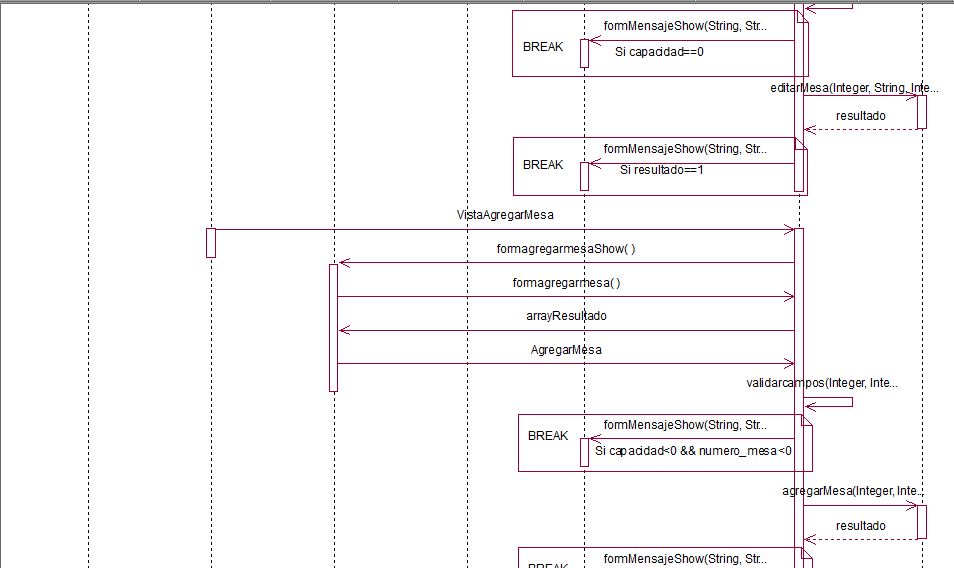 formMensajeShow(String, Str...
BREAK
Si capacidad==0
editarMesa(Integer, String, Inte...
resultado
formMensajeShow(String, Str...
BREAK
Si resultado==1
VistaAgregarMesa
formagregarmesaShow( )
formagregarmesa( )
arrayResultado
AgregarMesa
validarcampos(Integer, Inte...
formMensajeShow(String, Str...
BREAK
Si capacidad<0 && numero_mesa<0
agregarMesa(Integer, Inte...
resultado
formMensajeShow(String, Str...
BREAK